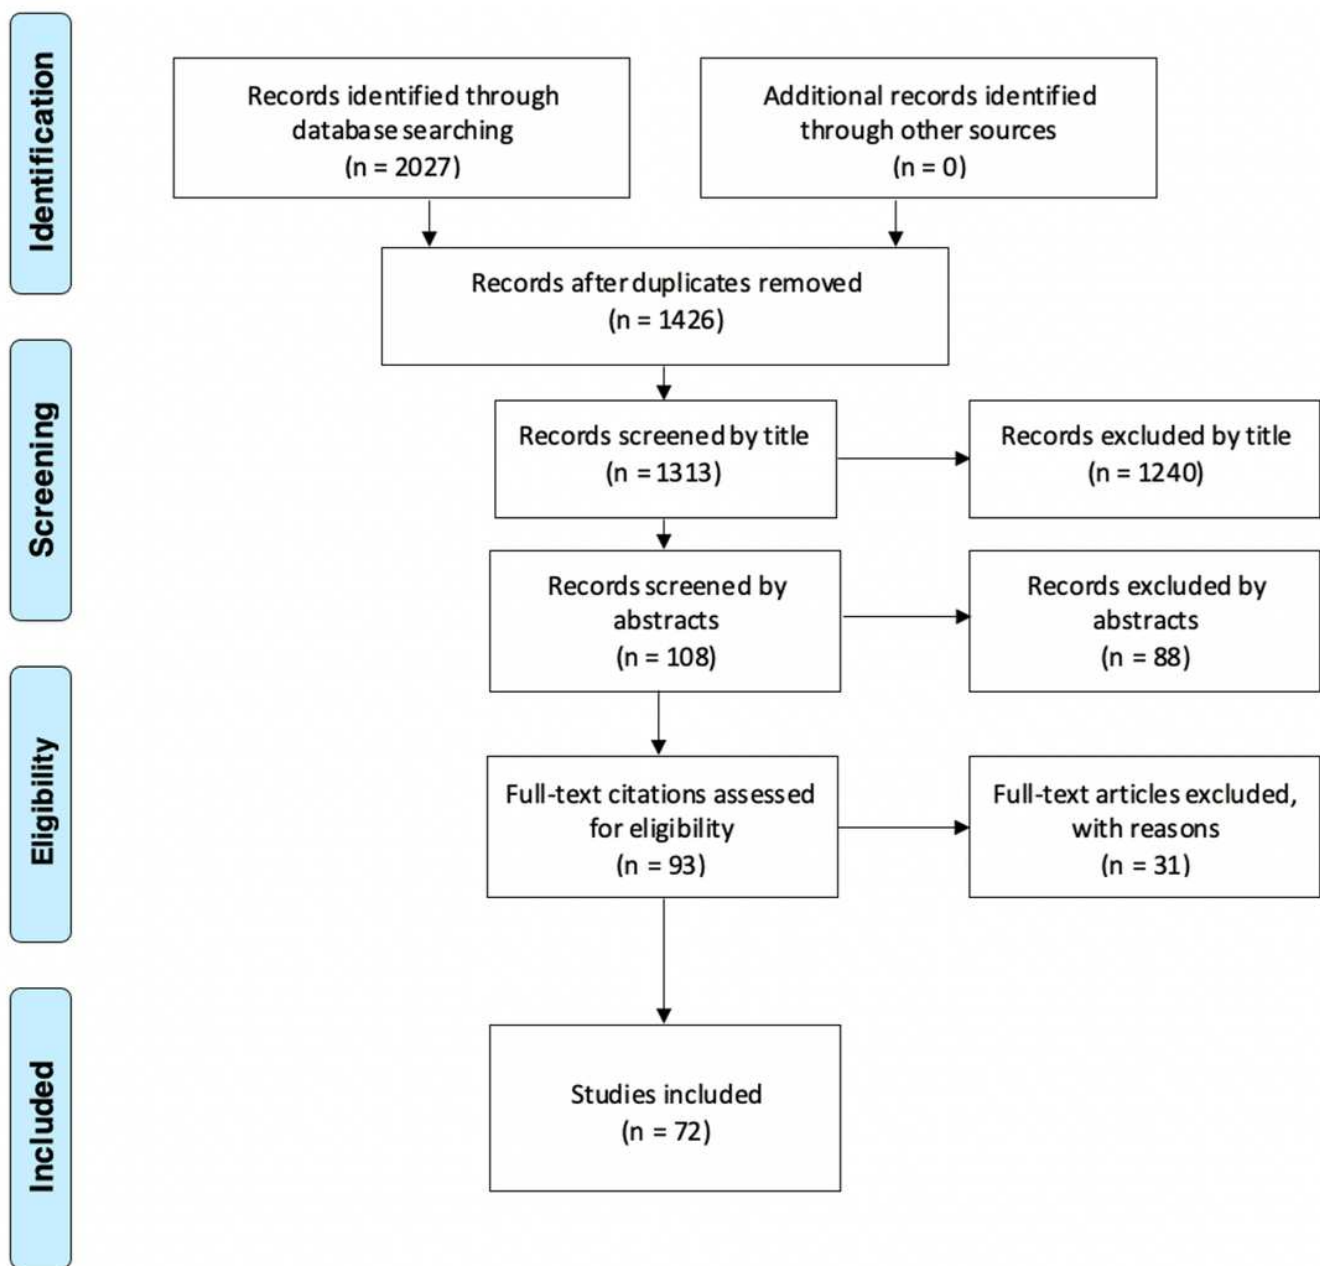 Identification
Records identified through
database searching
(n = 2027)
Additional records identified
through other sources
(n = 0)
Records after duplicates removed
(n = 1426)
Screening
Records screened by title
(n = 1313)
Records excluded by title
(n = 1240)
Records screened by
abstracts
(n = 108)
Records excluded by
abstracts
(n = 88)
Eligibility
Full-text citations assessed
for eligibility
(n = 93)
Full-text articles excluded,
with reasons
(n = 31)
Included
Studies included
(n = 72)